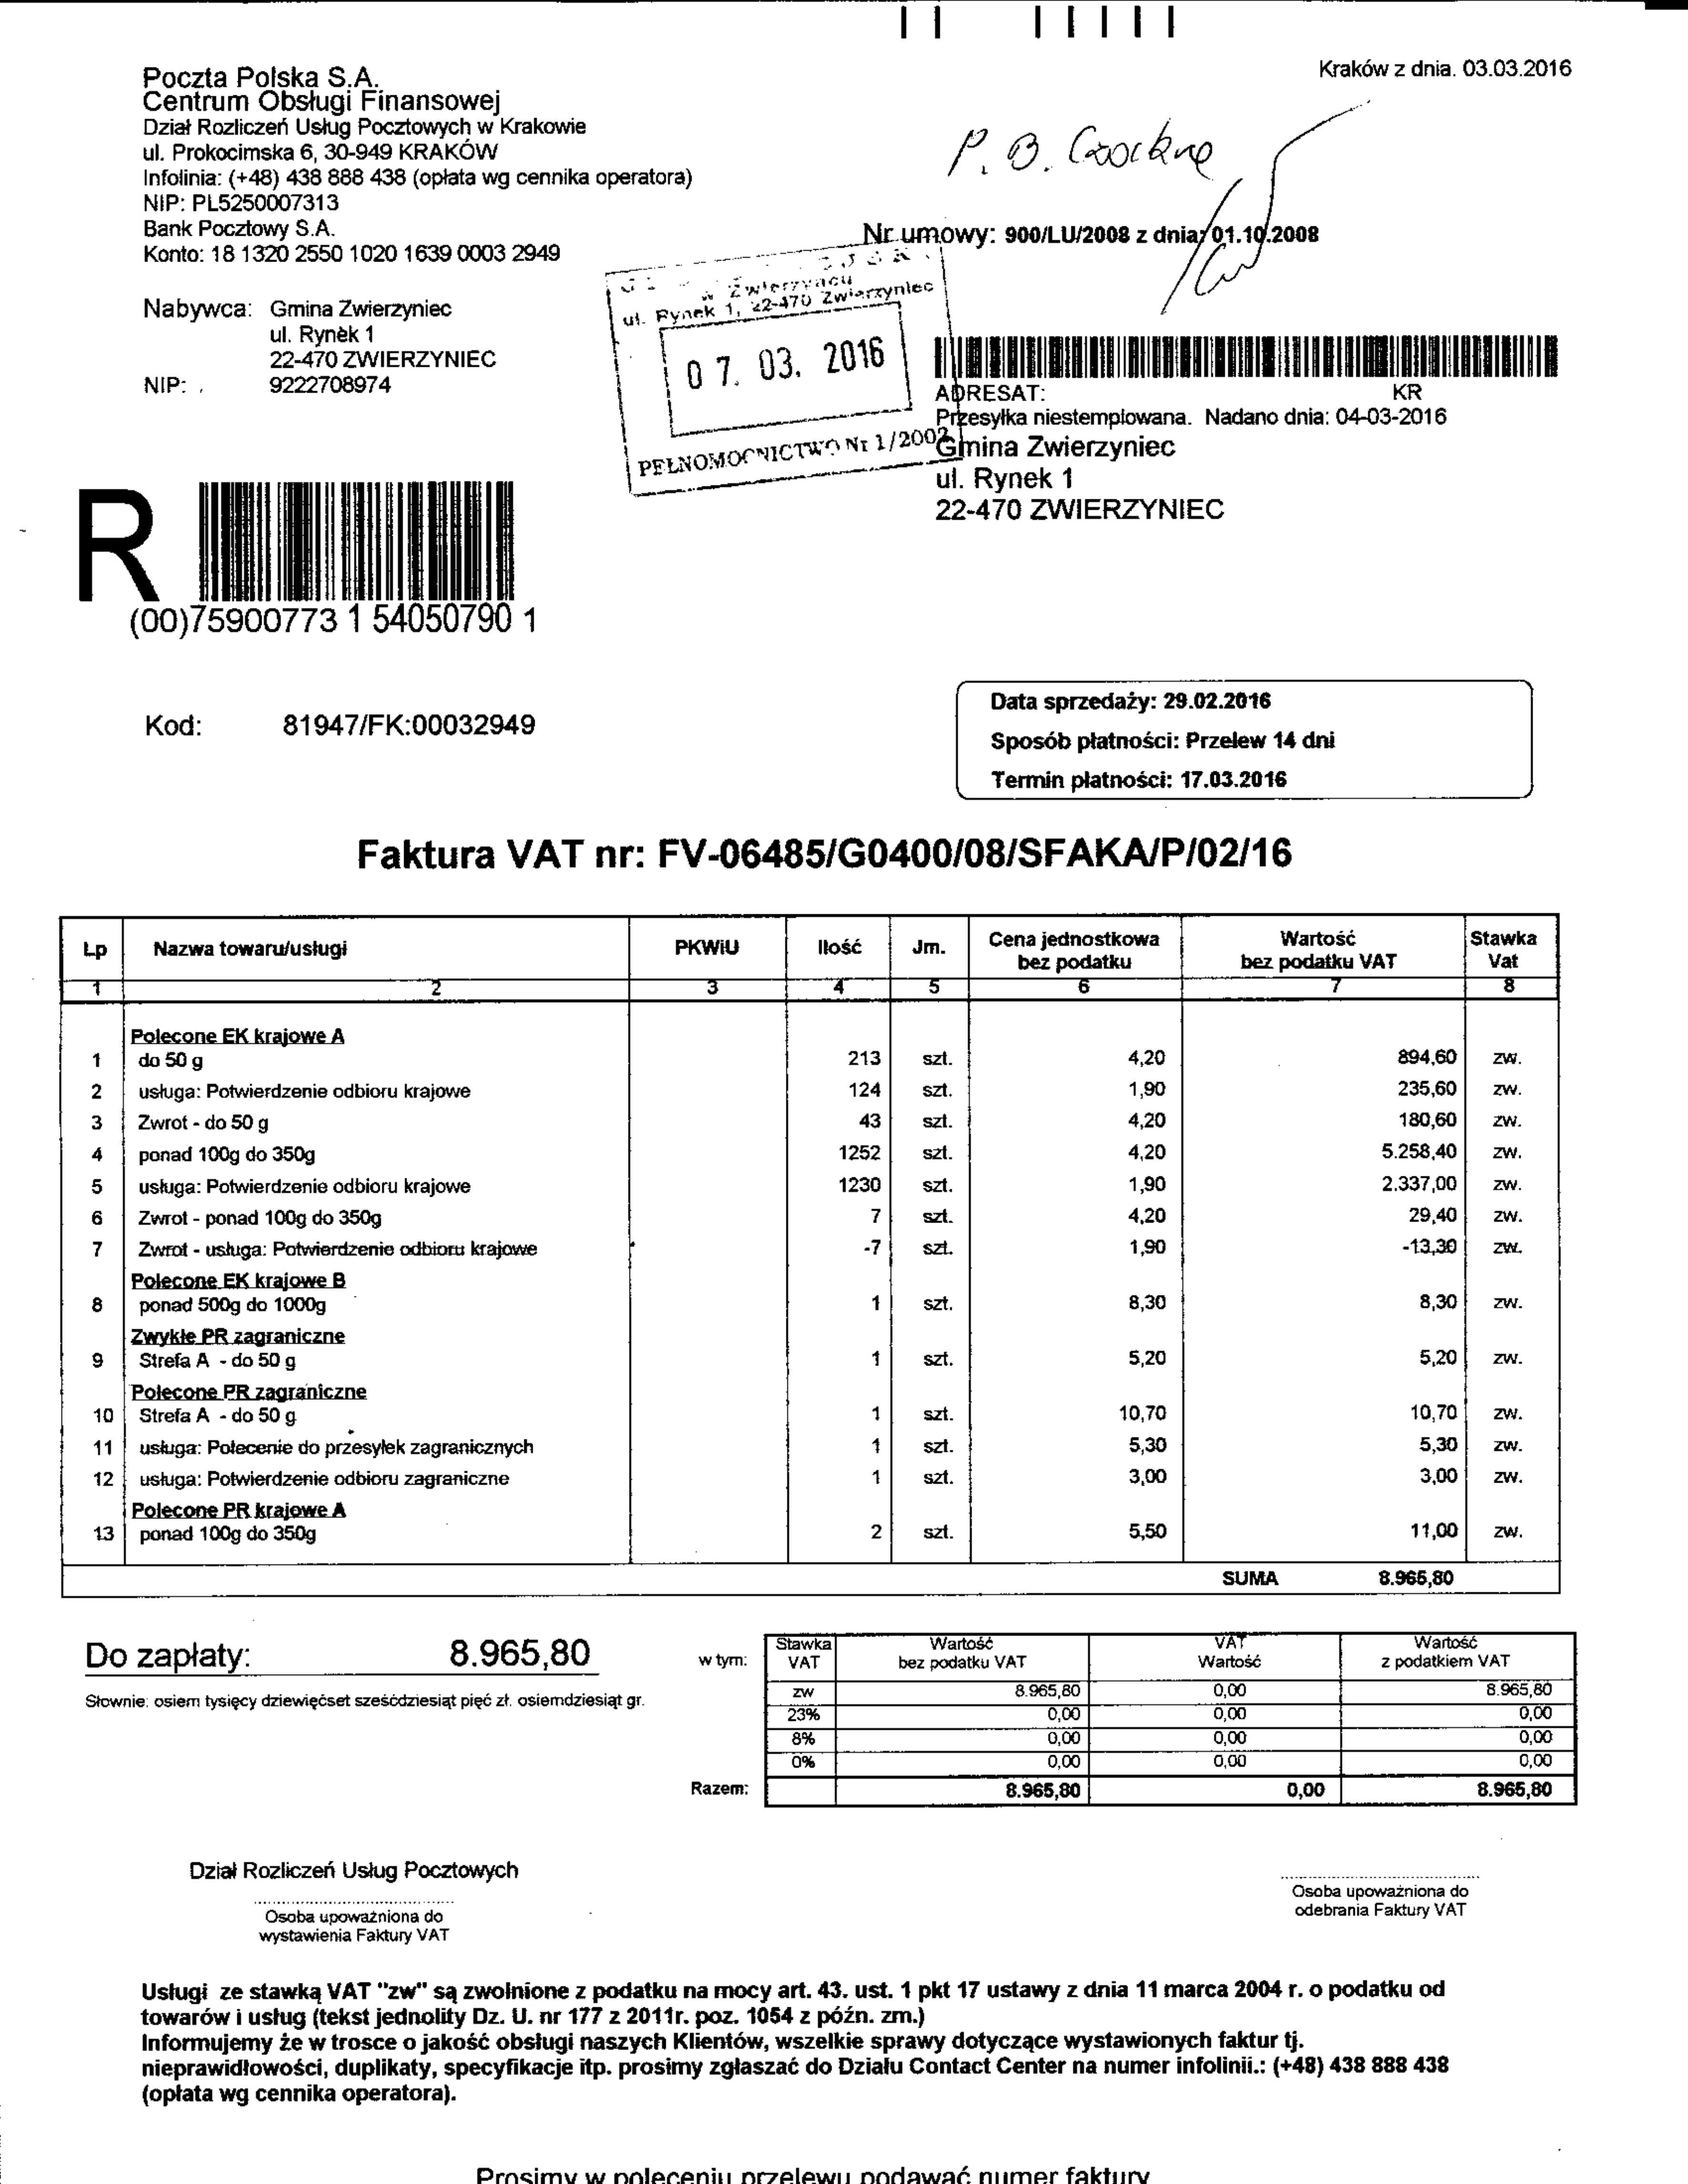 Kraków z dnia. 03.03.2016
Poczta Polska S.A.
Centrum Obsługi Finansowej
Dział Rozliczeń Usług Pocztowych w Krakowie
ul. Prokocimska 6, 30-949 KRAKÓW
Infolinia: (+48) 438 888 438 (opłata wg cennika operatora)
NIP: PL5250007313
Bank Pocztowy S.A.
Konto: 18 1320 2550 1020 1639 0003 2949
P. B.
Nr umowy: 900/LU/2008 z dnia: 01.10.2008
Nabywca: Gmina Zwierzyniec
ul. Rynek 1
22-470 ZWIERZYNIEC
NIP: 9222708974
ul. Rynek 1, 22-470 Zwierzyniec
07. 03. 2016
PEŁNOMOCNICTWO Nr 1/2002
ADRESAT: KR
Przesyłka niestemplowana. Nadano dnia: 04-03-2016
Gmina Zwierzyniec
ul. Rynek 1
22-470 ZWIERZYNIEC
R
(00)75900773 1 54050790 1
Kod: 81947/FK:00032949
Data sprzedaży: 29.02.2016
Sposób płatności: Przelew 14 dni
Termin płatności: 17.03.2016
Faktura VAT nr: FV-06485/G0400/08/SFAKA/P/02/16
Lp Nazwa towaru/usługi PKWiU Ilość Jm. Cena jednostkowa bez podatku Wartość bez podatku VAT Stawka Vat
1 2 3 4 5 6 7 8
Polecone EK krajowe A
1 do 50 g 213 szt. 4,20 894,60 zw.
2 usługa: Potwierdzenie odbioru krajowe 124 szt. 1,90 235,60 zw.
3 Zwrot - do 50 g 43 szt. 4,20 180,60 zw.
4 ponad 100g do 350g 1252 szt. 4,20 5.258,40 zw.
5 usługa: Potwierdzenie odbioru krajowe 1230 szt. 1,90 2.337,00 zw.
6 Zwrot - ponad 100g do 350g 7 szt. 4,20 29,40 zw.
7 Zwrot - usługa: Potwierdzenie odbioru krajowe -7 szt. 1,90 -13,30 zw.
Polecone EK krajowe B
8 ponad 500g do 1000g 1 szt. 8,30 8,30 zw.
Zwykłe PR zagraniczne
9 Strefa A - do 50 g 1 szt. 5,20 5,20 zw.
Polecone PR zagraniczne
10 Strefa A - do 50 g 1 szt. 10,70 10,70 zw.
11 usługa: Polecenie do przesyłek zagranicznych 1 szt. 5,30 5,30 zw.
12 usługa: Potwierdzenie odbioru zagraniczne 1 szt. 3,00 3,00 zw.
Polecone PR krajowe A
13 ponad 100g do 350g 2 szt. 5,50 11,00 zw.
SUMA 8.965,80
Do zapłaty: 8.965,80
Słownie: osiem tysięcy dziewięćset sześćdziesiąt pięć zł. osiemdziesiąt gr.
w tym: Stawka VAT Wartość bez podatku VAT VAT Wartość Wartość z podatkiem VAT
zw 8.965,80 0,00 8.965,80
23% 0,00 0,00 0,00
8% 0,00 0,00 0,00
0% 0,00 0,00 0,00
Razem: 8.965,80 0,00 8.965,80
Dział Rozliczeń Usług Pocztowych
Osoba upoważniona do
wystawienia Faktury VAT
Osoba upoważniona do
odebrania Faktury VAT
Usługi ze stawką VAT "zw" są zwolnione z podatku na mocy art. 43. ust. 1 pkt 17 ustawy z dnia 11 marca 2004 r. o podatku od
towarów i usług (tekst jednolity Dz. U. nr 177 z 2011r. poz. 1054 z późn. zm.)
Informujemy że w trosce o jakość obsługi naszych Klientów, wszelkie sprawy dotyczące wystawionych faktur tj.
nieprawidłowości, duplikaty, specyfikacje itp. prosimy zgłaszać do Działu Contact Center na numer infolinii.: (+48) 438 888 438
(opłata wg cennika operatora).
Prosimy w poleceniu przelewu podawać numer faktury